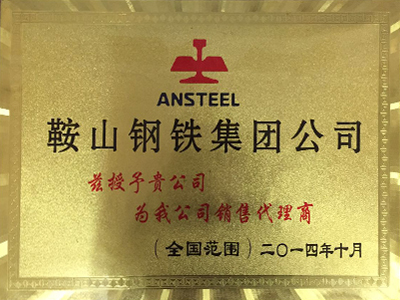 ANSTEEL
鞍山钢铁集团公司
兹授予貴公司
为我公司销售代理商
(全国范围)二〇一四年十月